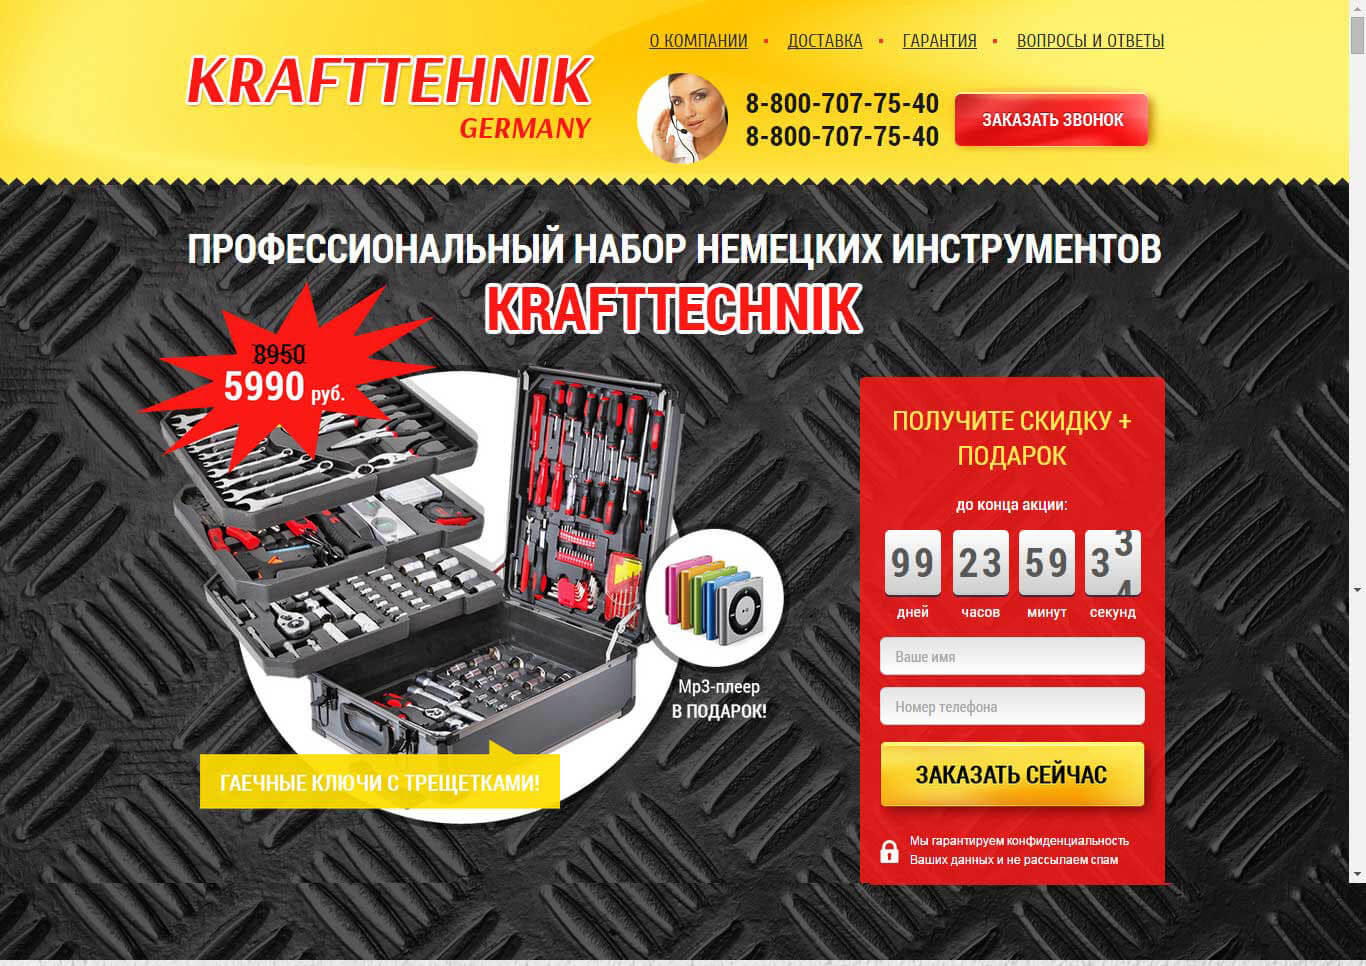 О КОМПАНИИ ДОСТАВКА ГАРАНТИЯ ВОПРОСЫ И ОТВЕТЫ
KRAFTTEHNIK
GERMANY
8-800-707-75-40
8-800-707-75-40
ЗАКАЗАТЬ ЗВОНОК
ПРОФЕССИОНАЛЬНЫЙ НАБОР НЕМЕЦКИХ ИНСТРУМЕНТОВ
KRAFTTECHNIK
8950
5990 руб.
Mp3-плеер
В ПОДАРОК!
ГАЕЧНЫЕ КЛЮЧИ С ТРЕЩЕТКАМИ!
ПОЛУЧИТЕ СКИДКУ +
ПОДАРОК
до конца акции:
99 23 59 3 3 4
дней часов минут секунд
Ваше имя
Номер телефона
ЗАКАЗАТЬ СЕЙЧАС
Мы гарантируем конфиденциальность
Ваших данных и не рассылаем спам